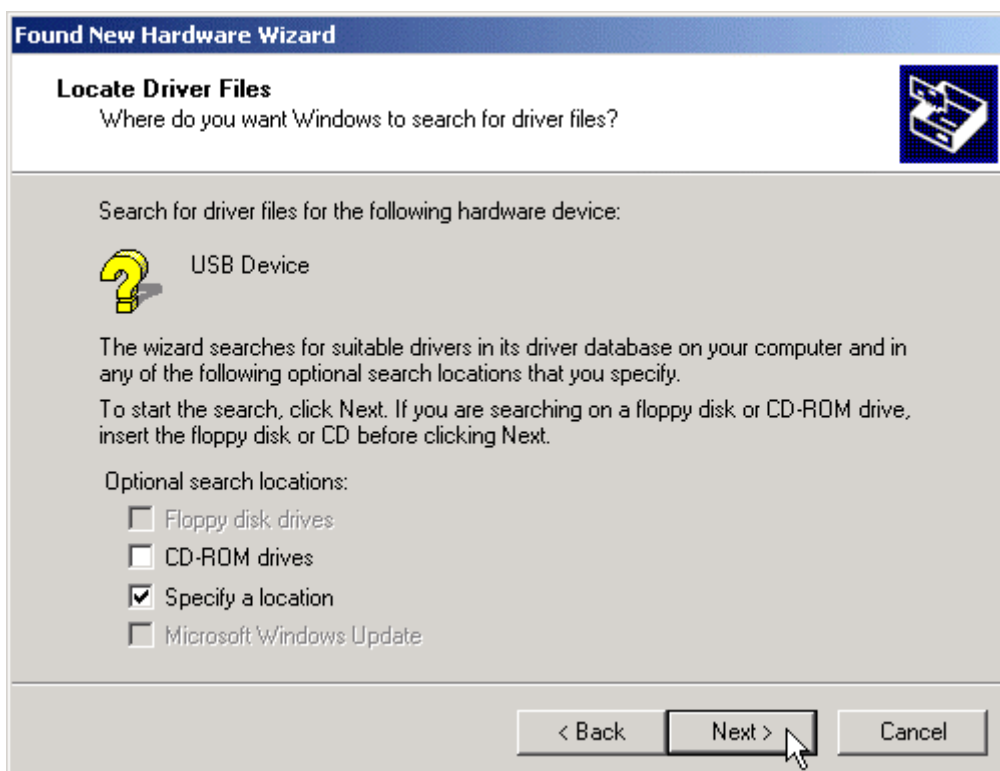 Found New Hardware Wizard
Locate Driver Files
Where do you want Windows to search for driver files?
Search for driver files for the following hardware device:
USB Device
The wizard searches for suitable drivers in its driver database on your computer and in
any of the following optional search locations that you specify.
To start the search, click Next. If you are searching on a floppy disk or CD-ROM drive,
insert the floppy disk or CD before clicking Next.
Optional search locations:
Floppy disk drives
CD-ROM drives
Specify a location
Microsoft Windows Update
< Back
Next >
Cancel